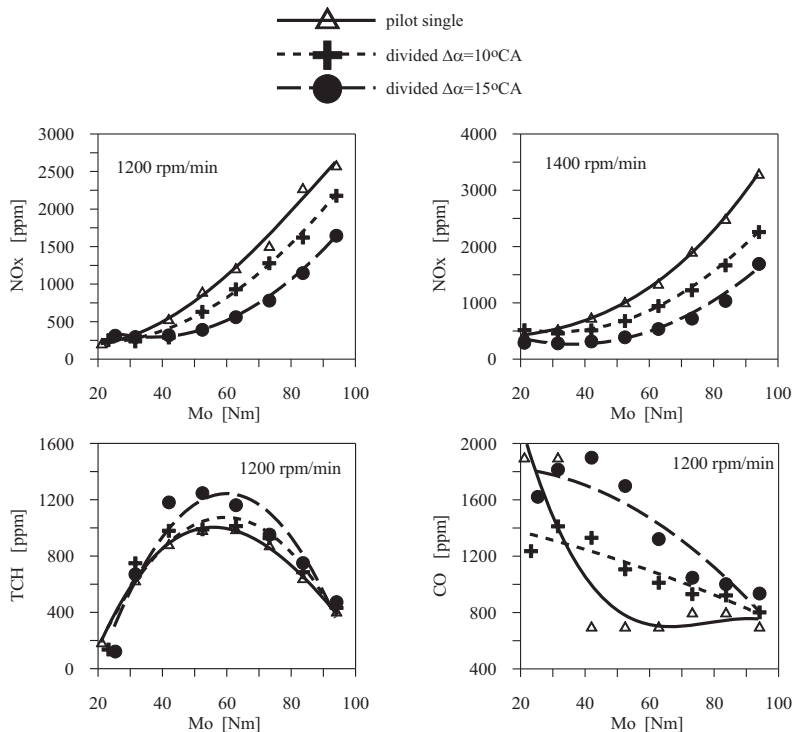 pilot single
divided Δα=10ºCA
divided Δα=15ºCA
3000
2500
2000
1500
1000
500
0
NOx [ppm]
1200 rpm/min
20 40 60 80 100
Mo [Nm]
4000
3000
2000
1000
0
NOx [ppm]
1400 rpm/min
20 40 60 80 100
Mo [Nm]
1600
1200
800
400
0
TCH [ppm]
1200 rpm/min
20 40 60 80 100
Mo [Nm]
2000
1600
1200
800
400
CO [ppm]
1200 rpm/min
20 40 60 80 100
Mo [Nm]